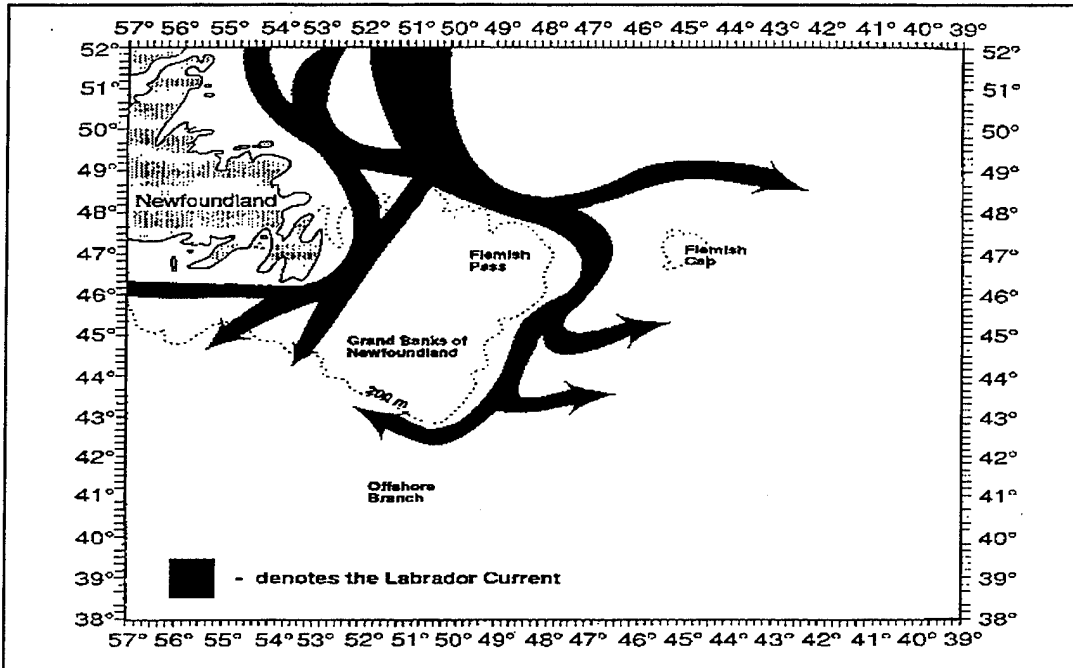 57° 56° 55° 54° 53° 52° 51° 50° 49° 48° 47° 46° 45° 44° 43° 42° 41° 40° 39°
52° 52°
51° 51°
50° 50°
49° 49°
Newfoundland
48° 48°
Flemish
Pass
Flemish
Cap
47° 47°
46° 46°
45° 45°
Grand Banks of
Newfoundland
44° 44°
200 m
43° 43°
42° 42°
Offshore
Branch
41° 41°
40° 40°
39° - denotes the Labrador Current 39°
38° 38°
57° 56° 55° 54° 53° 52° 51° 50° 49° 48° 47° 46° 45° 44° 43° 42° 41° 40° 39°